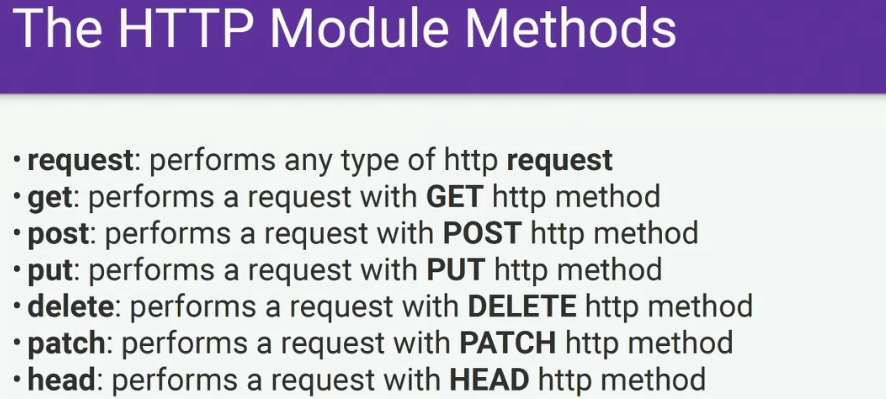 The HTTP Module Methods
• request: performs any type of http request
• get: performs a request with GET http method
• post: performs a request with POST http method
• put: performs a request with PUT http method
• delete: performs a request with DELETE http method
• patch: performs a request with PATCH http method
• head: performs a request with HEAD http method